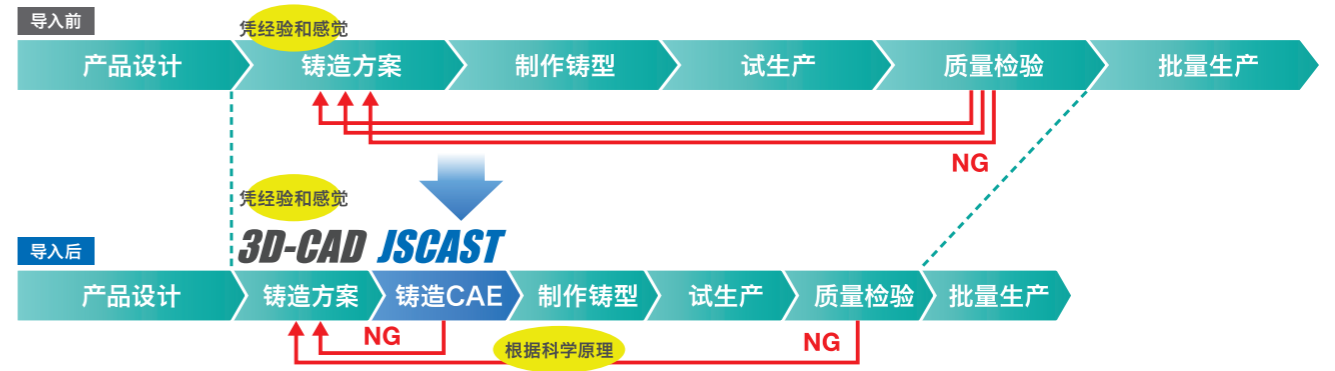 导入前
凭经验和感觉
产品设计
铸造方案
制作铸型
试生产
质量检验
批量生产
NG
凭经验和感觉
3D-CAD JSCAST
导入后
产品设计
铸造方案
铸造CAE
制作铸型
试生产
质量检验
批量生产
NG
根据科学原理
NG